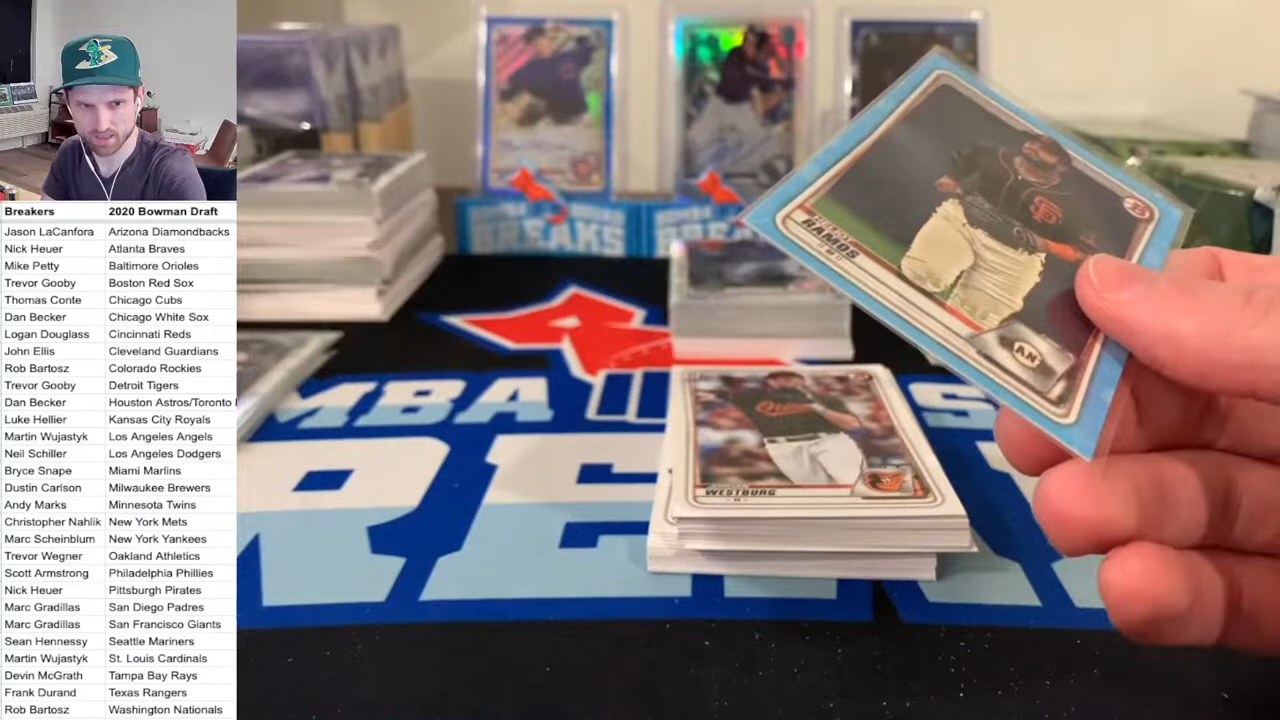 Breakers 2020 Bowman Draft
Jason LaCanfora Arizona Diamondbacks
Nick Heuer Atlanta Braves
Mike Petty Baltimore Orioles
Trevor Gooby Boston Red Sox
Thomas Conte Chicago Cubs
Dan Becker Chicago White Sox
Logan Douglass Cincinnati Reds
John Ellis Cleveland Guardians
Rob Bartosz Colorado Rockies
Trevor Gooby Detroit Tigers
Dan Becker Houston Astros/Toronto
Luke Hellier Kansas City Royals
Martin Wujastyk Los Angeles Angels
Neil Schiller Los Angeles Dodgers
Bryce Snape Miami Marlins
Dustin Carlson Milwaukee Brewers
Andy Marks Minnesota Twins
Christopher Nahlik New York Mets
Marc Scheinblum New York Yankees
Trevor Wegner Oakland Athletics
Scott Armstrong Philadelphia Phillies
Nick Heuer Pittsburgh Pirates
Marc Gradillas San Diego Padres
Marc Gradillas San Francisco Giants
Sean Hennessy Seattle Mariners
Martin Wujastyk St. Louis Cardinals
Devin McGrath Tampa Bay Rays
Frank Durand Texas Rangers
Rob Bartosz Washington Nationals
BREAKS
RAMOS
SF
B
MBA
WESTBURG